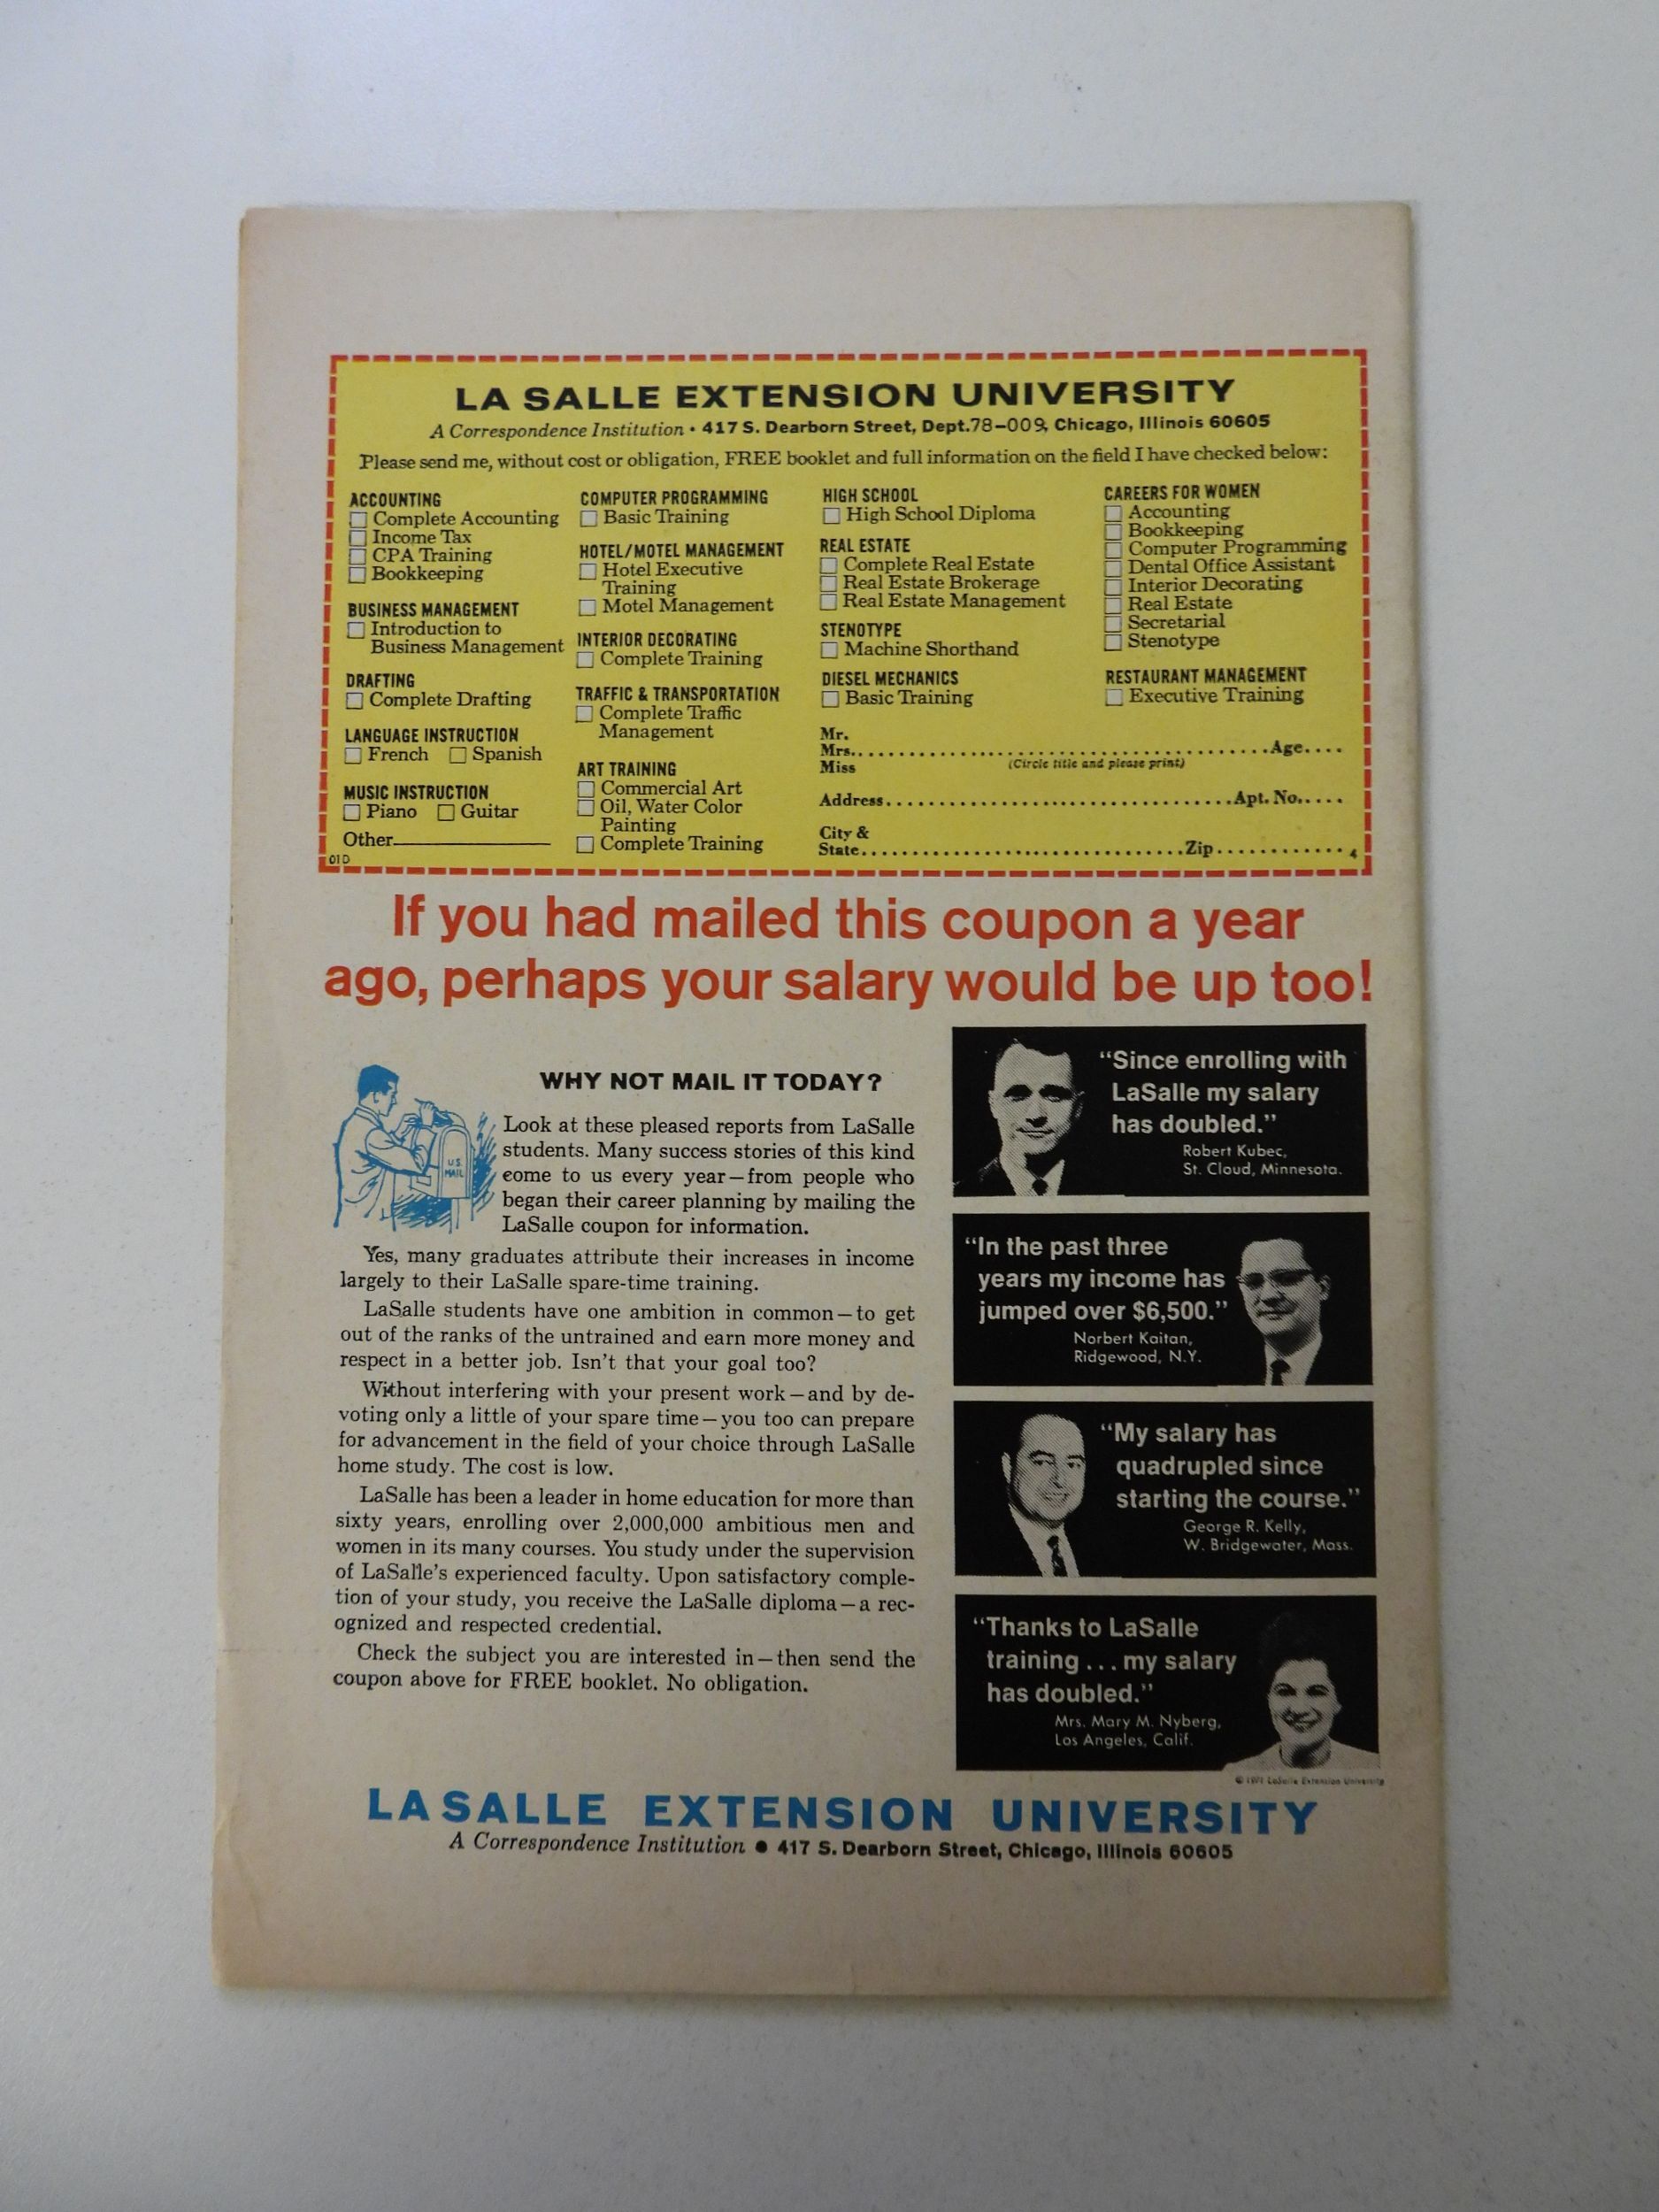 LA SALLE EXTENSION UNIVERSITY
A Correspondence Institution • 417 S. Dearborn Street, Dept.78-009, Chicago, Illinois 60605
Please send me, without cost or obligation, FREE booklet and full information on the field I have checked below:
ACCOUNTING
Complete Accounting
Income Tax
CPA Training
Bookkeeping
BUSINESS MANAGEMENT
Introduction to
Business Management
DRAFTING
Complete Drafting
LANGUAGE INSTRUCTION
French Spanish
MUSIC INSTRUCTION
Piano Guitar
Other
01D
COMPUTER PROGRAMMING
Basic Training
HOTEL/MOTEL MANAGEMENT
Hotel Executive
Training
Motel Management
INTERIOR DECORATING
Complete Training
TRAFFIC & TRANSPORTATION
Complete Traffic
Management
ART TRAINING
Commercial Art
Oil, Water Color
Painting
Complete Training
HIGH SCHOOL
High School Diploma
REAL ESTATE
Complete Real Estate
Real Estate Brokerage
Real Estate Management
STENOTYPE
Machine Shorthand
DIESEL MECHANICS
Basic Training
CAREERS FOR WOMEN
Accounting
Bookkeeping
Computer Programming
Dental Office Assistant
Interior Decorating
Real Estate
Secretarial
Stenotype
RESTAURANT MANAGEMENT
Executive Training
Mr.
Mrs. Age
Miss (Circle title and please print)
Address Apt. No.
City &
State Zip 4
If you had mailed this coupon a year
ago, perhaps your salary would be up too!
WHY NOT MAIL IT TODAY?
U.S.
MAIL
Look at these pleased reports from LaSalle
students. Many success stories of this kind
come to us every year—from people who
began their career planning by mailing the
LaSalle coupon for information.
Yes, many graduates attribute their increases in income
largely to their LaSalle spare-time training.
LaSalle students have one ambition in common—to get
out of the ranks of the untrained and earn more money and
respect in a better job. Isn't that your goal too?
Without interfering with your present work—and by de-
voting only a little of your spare time—you too can prepare
for advancement in the field of your choice through LaSalle
home study. The cost is low.
LaSalle has been a leader in home education for more than
sixty years, enrolling over 2,000,000 ambitious men and
women in its many courses. You study under the supervision
of LaSalle's experienced faculty. Upon satisfactory comple-
tion of your study, you receive the LaSalle diploma—a rec-
ognized and respected credential.
Check the subject you are interested in—then send the
coupon above for FREE booklet. No obligation.
"Since enrolling with
LaSalle my salary
has doubled."
Robert Kubec,
St. Cloud, Minnesota.
"In the past three
years my income has
jumped over $6,500."
Norbert Kaitan,
Ridgewood, N.Y.
"My salary has
quadrupled since
starting the course."
George R. Kelly,
W. Bridgewater, Mass.
"Thanks to LaSalle
training...my salary
has doubled."
Mrs. Mary M. Nyberg,
Los Angeles, Calif.
© 1971 LaSalle Extension University
LA SALLE EXTENSION UNIVERSITY
A Correspondence Institution • 417 S. Dearborn Street, Chicago, Illinois 60605